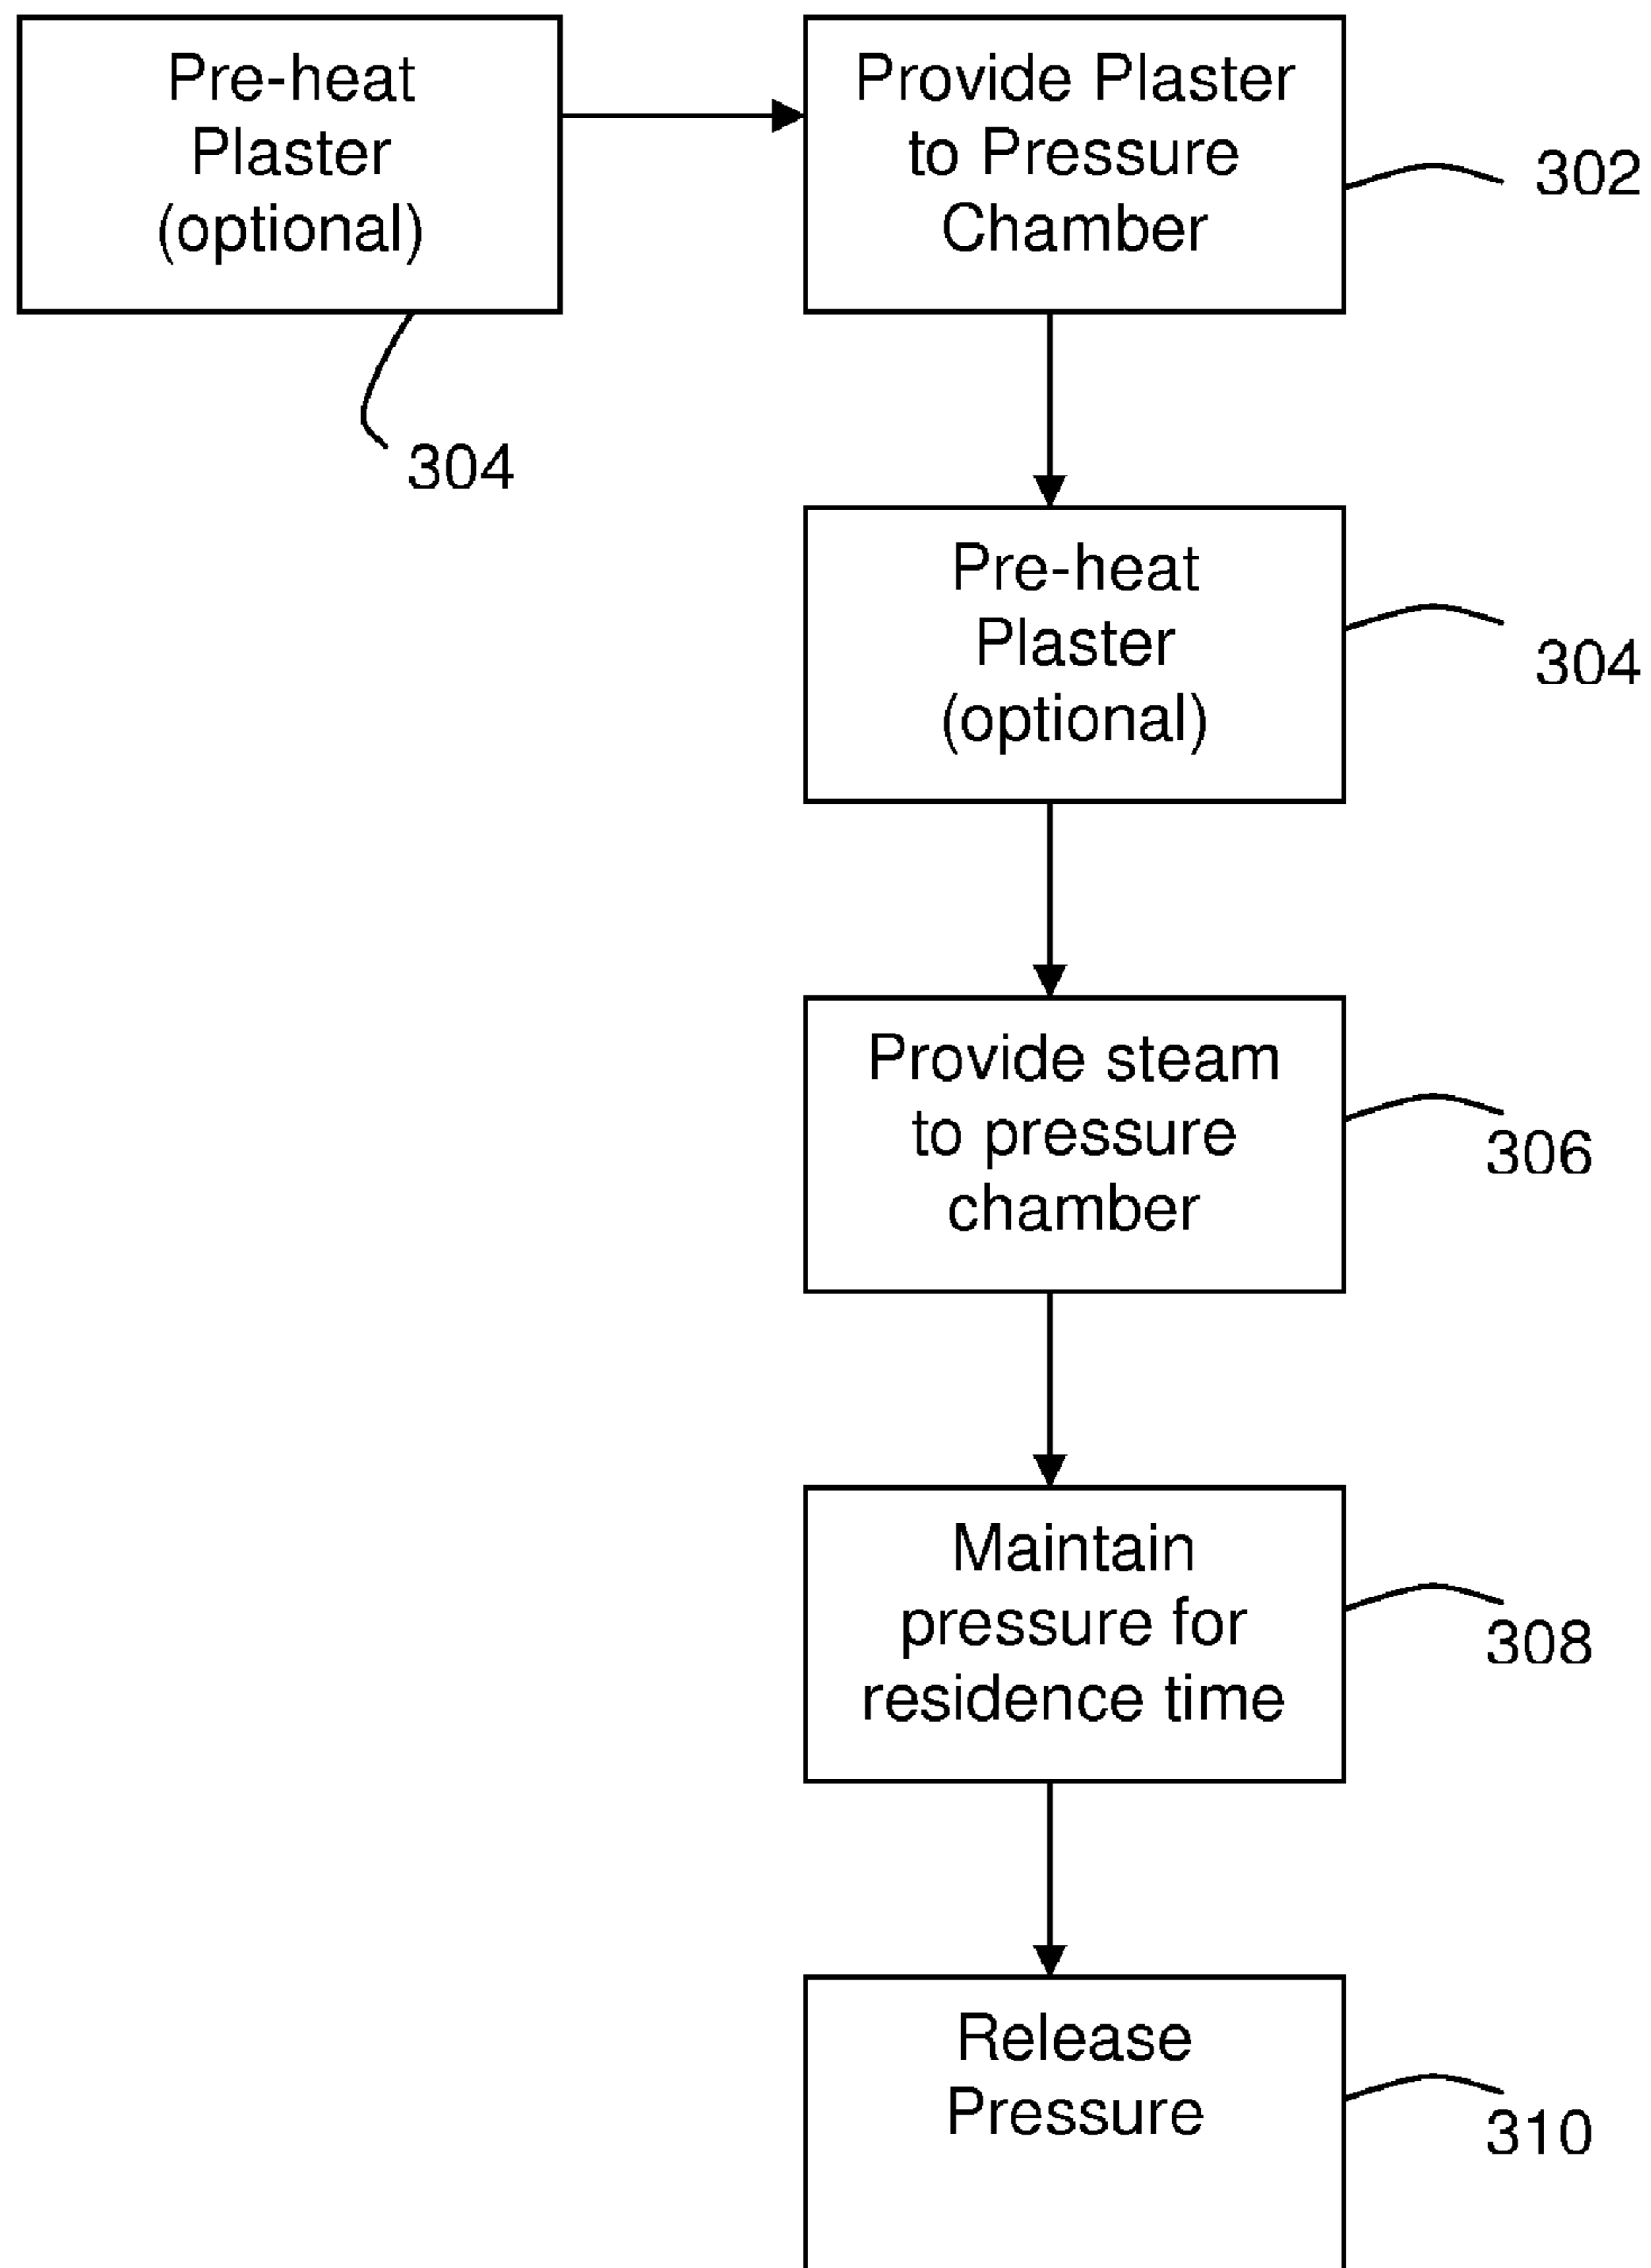 Pre-heat
Plaster
(optional)
304
Provide Plaster
to Pressure
Chamber
302
Pre-heat
Plaster
(optional)
304
Provide steam
to pressure
chamber
306
Maintain
pressure for
residence time
308
Release
Pressure
310